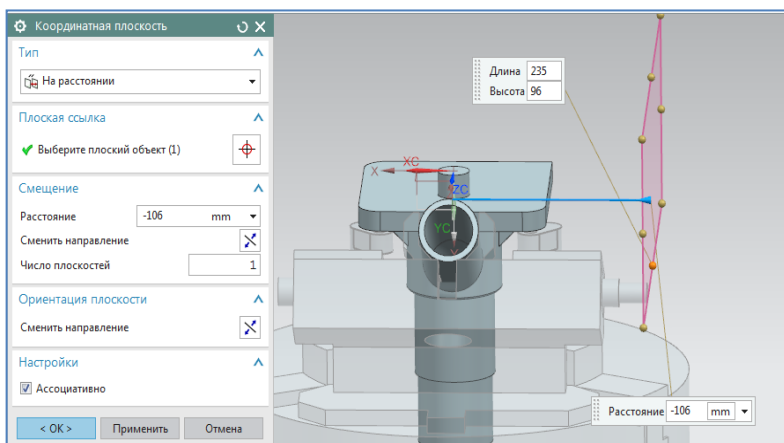 Координатная плоскость
Тип
На расстоянии
Плоская ссылка
Выберите плоский объект (1)
Смещение
Расстояние -106 mm
Сменить направление
Число плоскостей 1
Ориентация плоскости
Сменить направление
Настройки
Ассоциативно
< OK > Применить Отмена
Длина 235
Высота 96
X XC
ZC
YC
Расстояние -106 mm